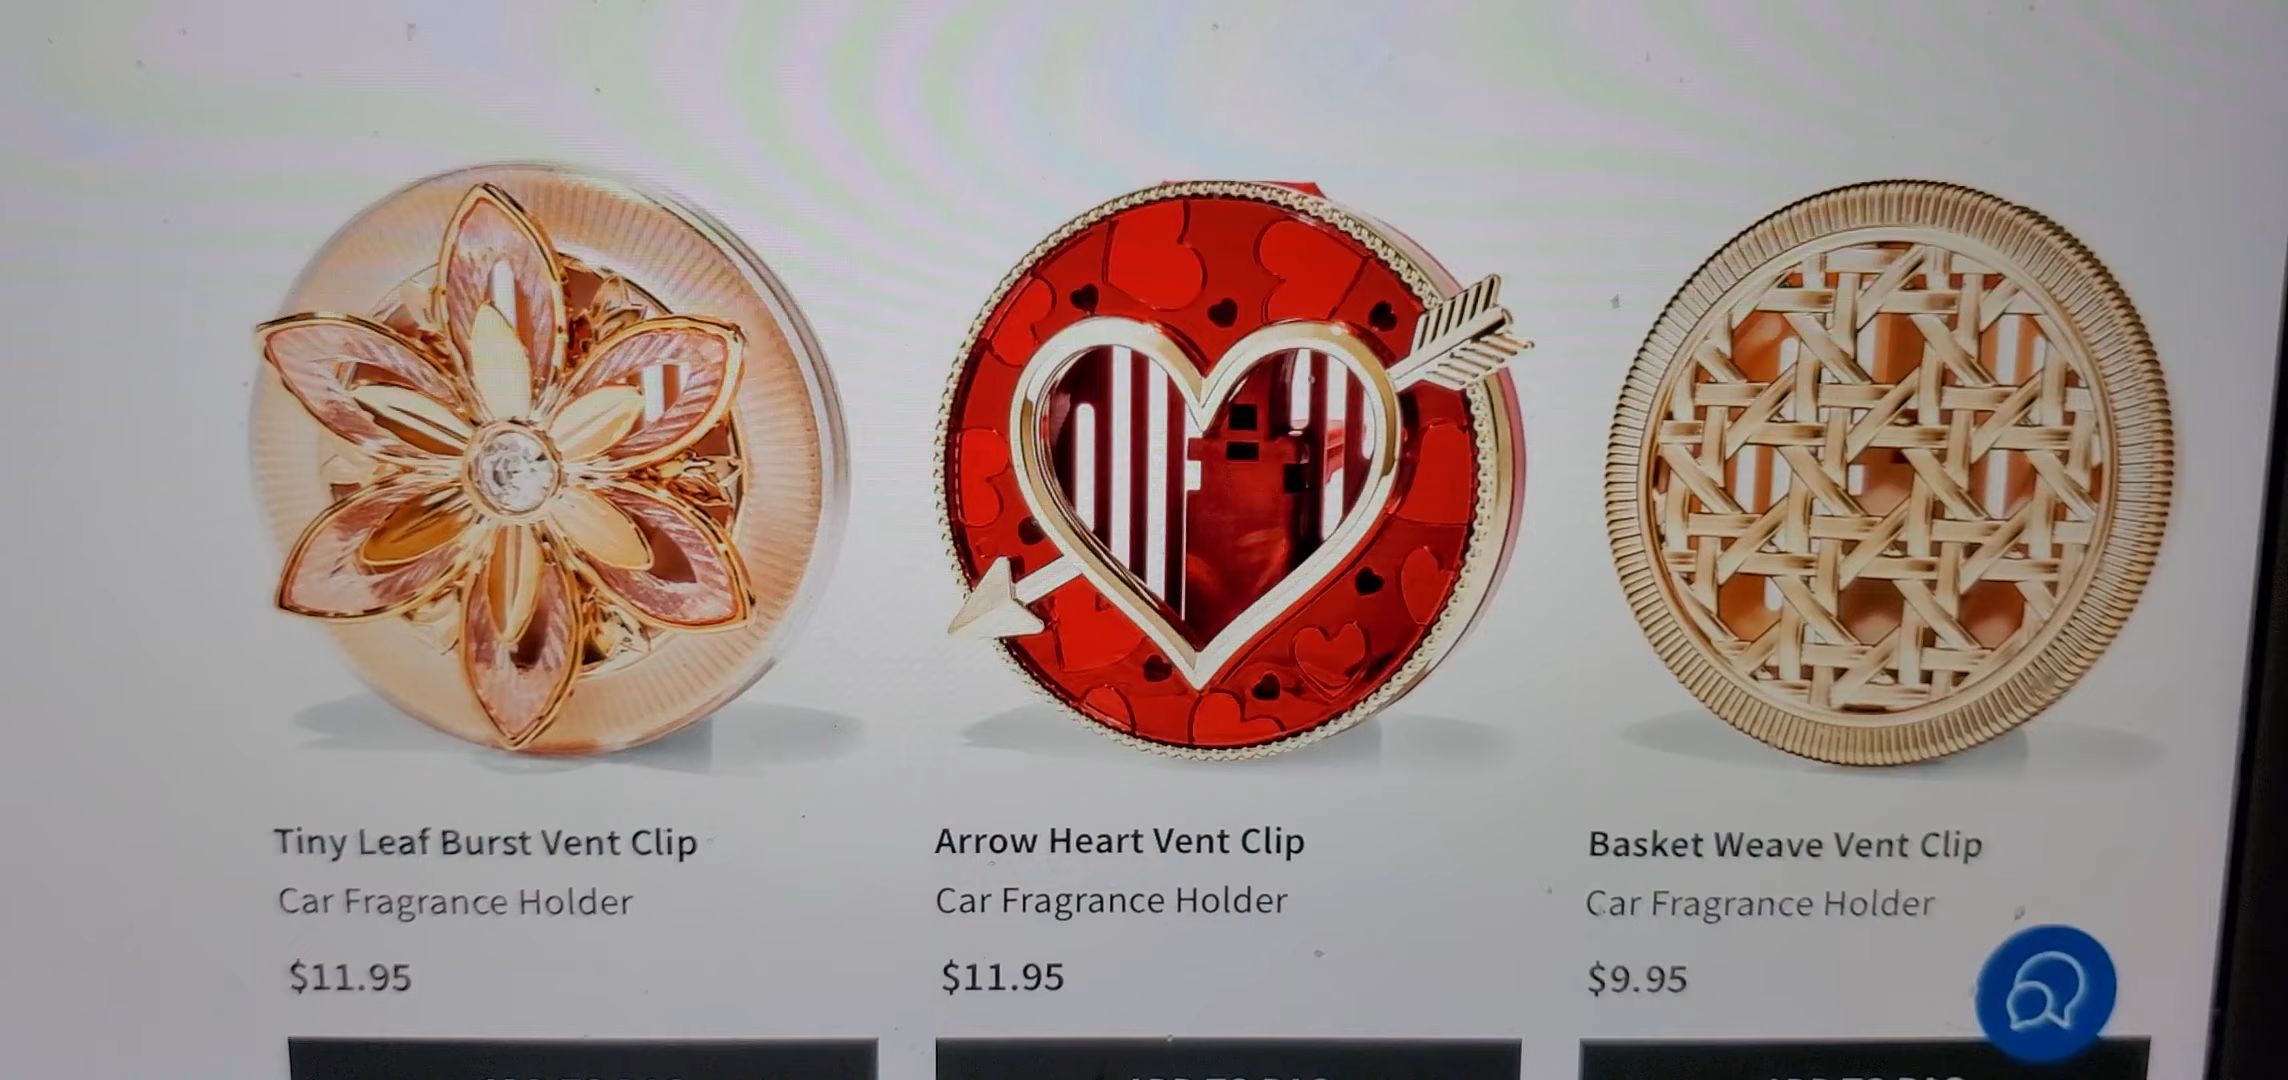 Tiny Leaf Burst Vent Clip
Car Fragrance Holder
$11.95
Arrow Heart Vent Clip
Car Fragrance Holder
$11.95
Basket Weave Vent Clip
Car Fragrance Holder
$9.95